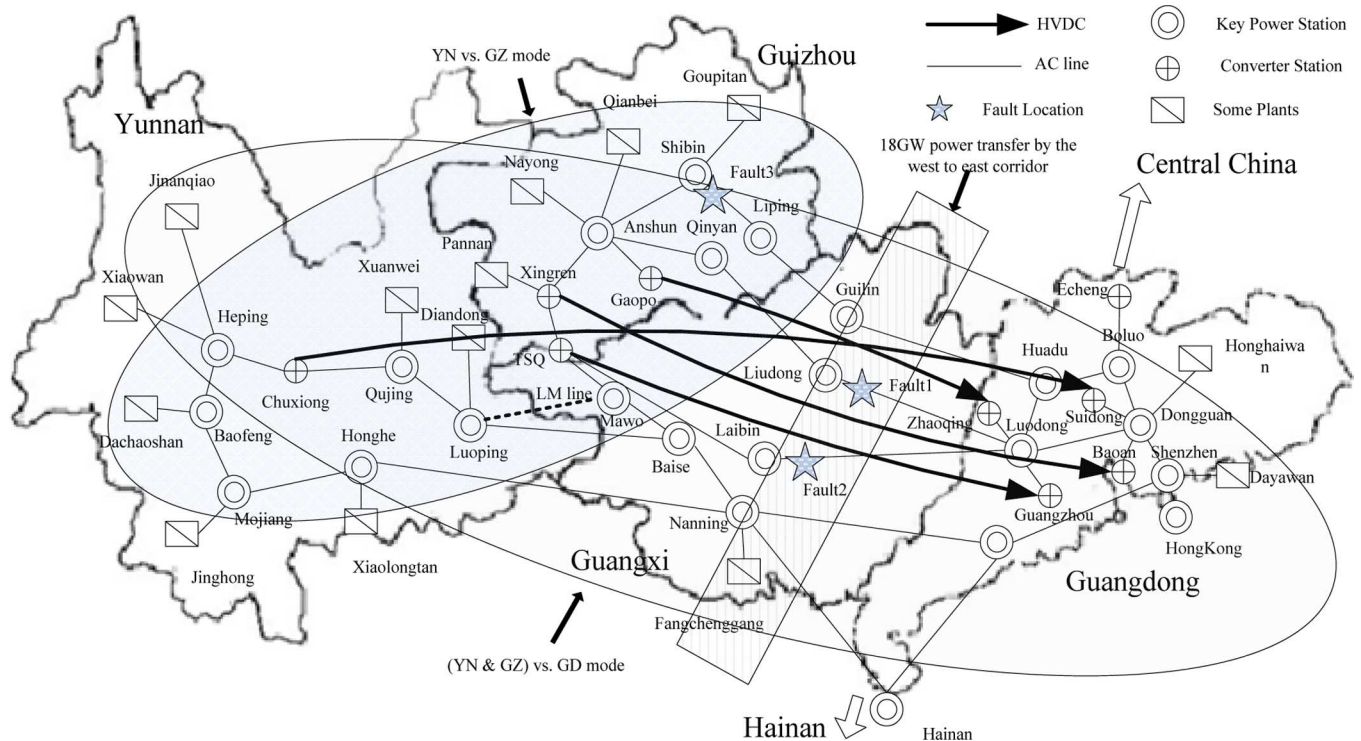 HVDC
Key Power Station
AC line
Converter Station
Fault Location
Some Plants
YN vs. GZ mode
Guizhou
Goupitan
Qianbei
Yunnan
18GW power transfer by the
west to east corridor
Central China
Shibin
Nayong
Fault3
Jinanqiao
Liping
Anshun
Qinyan
Pannan
Xuanwei
Xingren
Xiaowan
Gaopo
Guilin
Echeng
Heping
Diandong
Boluo
Honghaiwa
n
TSQ
Huadu
Liudong
Fault1
Chuxiong
Qujing
LM line
Suidong
Zhaoqing
Dongguan
Mawo
Luodong
Dachaoshan
Baofeng
Honghe
Luoping
Laibin
Baise
Baoan
Shenzhen
Fault2
Dayawan
Guangzhou
Mojiang
Nanning
HongKong
Guangxi
Xiaolongtan
Jinghong
Guangdong
Fangchenggang
(YN & GZ) vs. GD mode
Hainan
Hainan